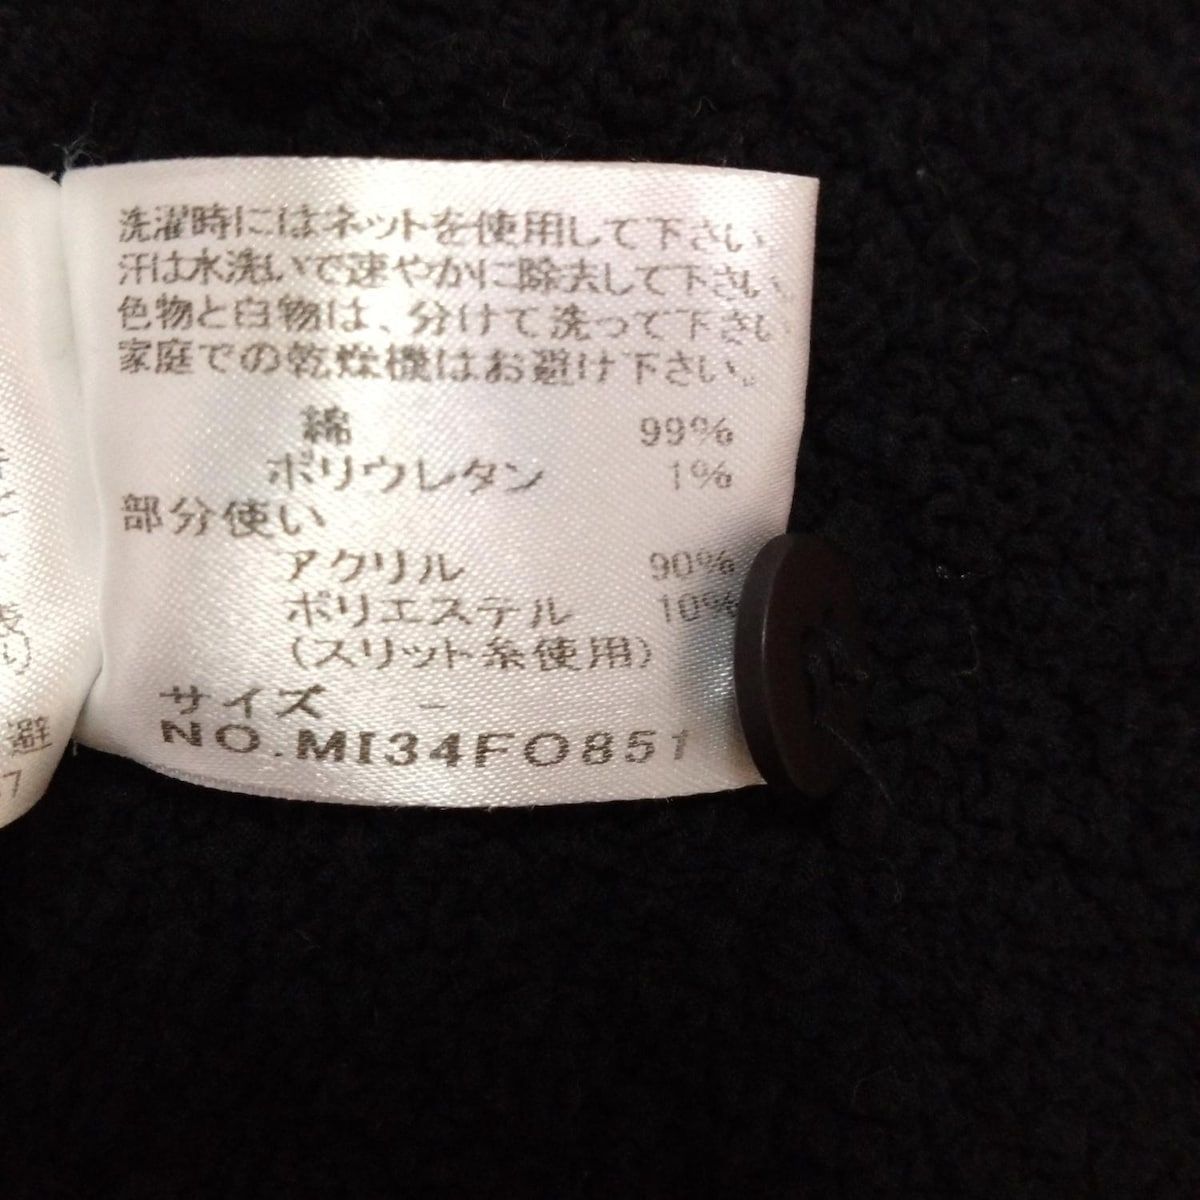 洗濯時にはネットを使用して下さい
汗は水洗いで速やかに除去して下さい。
色物と白物は、分けて洗って下さい
家庭での乾燥機はお避け下さい。
綿 99%
ポリウレタン 1%
部分使い
アクリル 90%
ポリエステル 10%
(スリット糸使用)
サイズ -
NO.MI34FO851
避